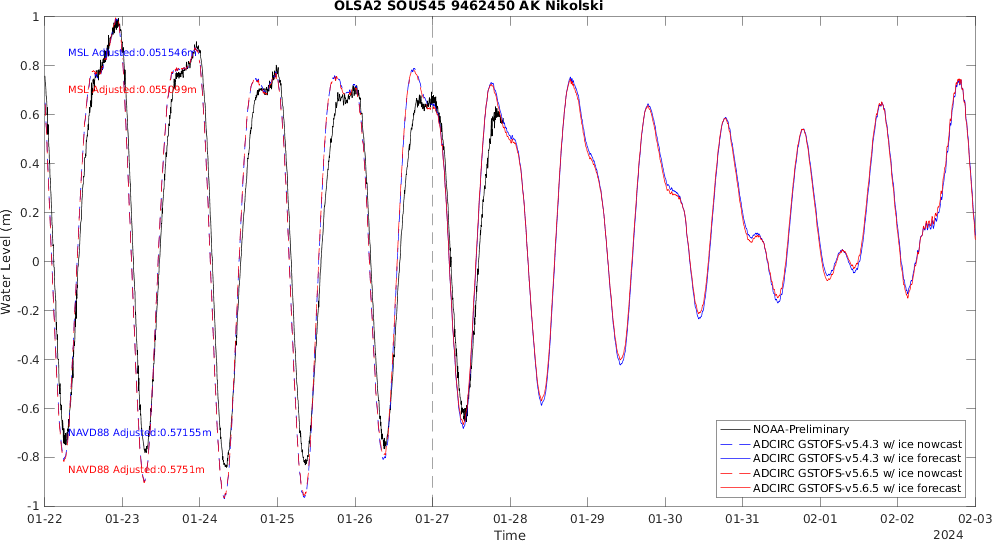 OLSA2 SOUS45 9462450 AK Nikolski
Water Level (m)
1
0.8
0.6
0.4
0.2
0
-0.2
-0.4
-0.6
-0.8
-1
MSL Adjusted:0.051546m
MSL Adjusted:0.055099m
NAVD88 Adjusted:0.57155m
NAVD88 Adjusted:0.5751m
NOAA-Preliminary
ADCIRC GSTOFS-v5.4.3 w/ ice nowcast
ADCIRC GSTOFS-v5.4.3 w/ ice forecast
ADCIRC GSTOFS-v5.6.5 w/ ice nowcast
ADCIRC GSTOFS-v5.6.5 w/ ice forecast
01-22 01-23 01-24 01-25 01-26 01-27 01-28 01-29 01-30 01-31 02-01 02-02 02-03
Time
2024